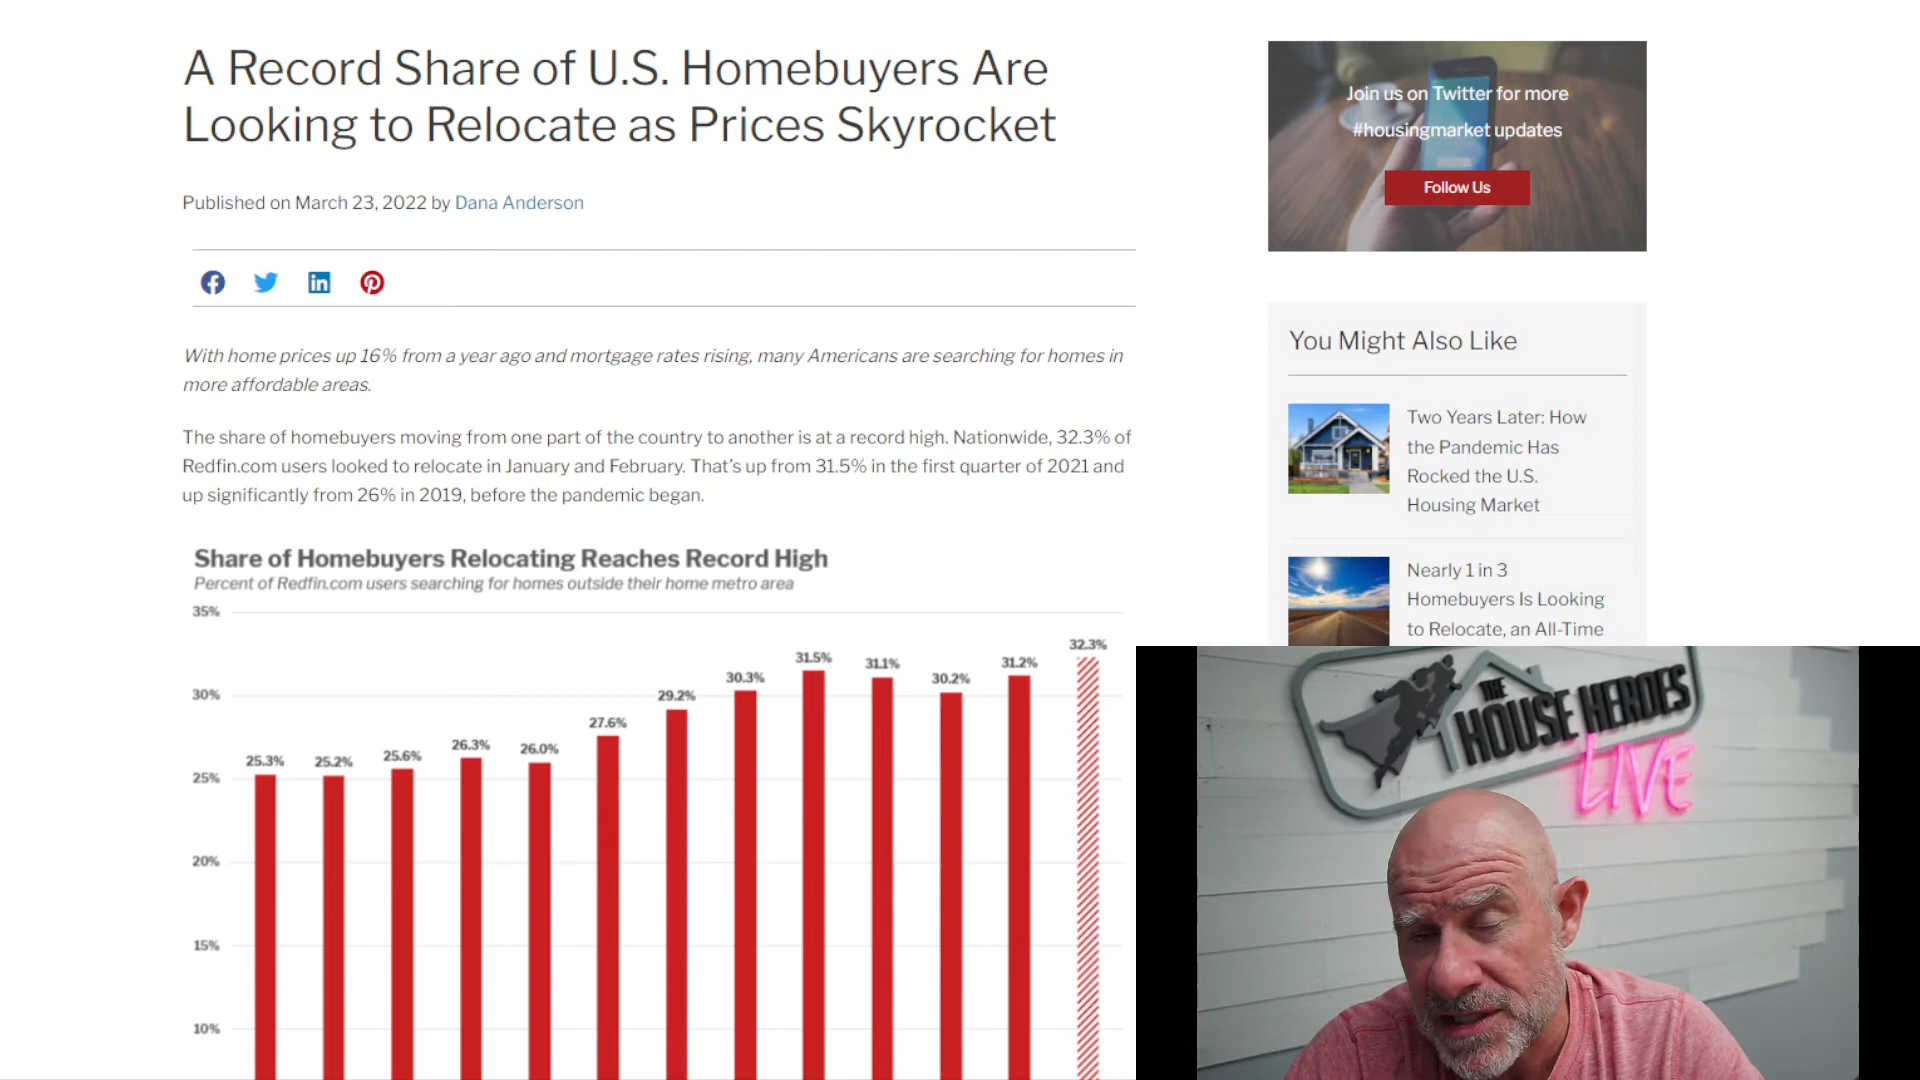 A Record Share of U.S. Homebuyers Are
Looking to Relocate as Prices Skyrocket
Published on March 23, 2022 by Dana Anderson
With home prices up 16% from a year ago and mortgage rates rising, many Americans are searching for homes in
more affordable areas.
The share of homebuyers moving from one part of the country to another is at a record high. Nationwide, 32.3% of
Redfin.com users looked to relocate in January and February. That’s up from 31.5% in the first quarter of 2021 and
up significantly from 26% in 2019, before the pandemic began.
Share of Homebuyers Relocating Reaches Record High
Percent of Redfin.com users searching for homes outside their home metro area
35%
30%
25%
20%
15%
10%
25.3%
25.2%
25.6%
26.3%
26.0%
27.6%
29.2%
30.3%
31.5%
31.1%
30.2%
31.2%
32.3%
Join us on Twitter for more
#housingmarket updates
Follow Us
You Might Also Like
Two Years Later: How
the Pandemic Has
Rocked the U.S.
Housing Market
Nearly 1 in 3
Homebuyers Is Looking
to Relocate, an All-Time
THE
HOUSE HEROES
LIVE